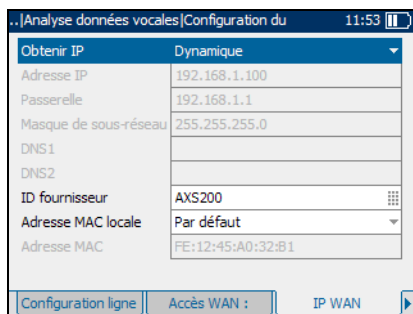 ..|Analyse données vocales|Configuration du 11:53
Obtenir IP Dynamique
Adresse IP 192.168.1.100
Passerelle 192.168.1.1
Masque de sous-réseau 255.255.255.0
DNS1
DNS2
ID fournisseur AXS200
Adresse MAC locale Par défaut
Adresse MAC FE:12:45:A0:32:B1
Configuration ligne Accès WAN : IP WAN